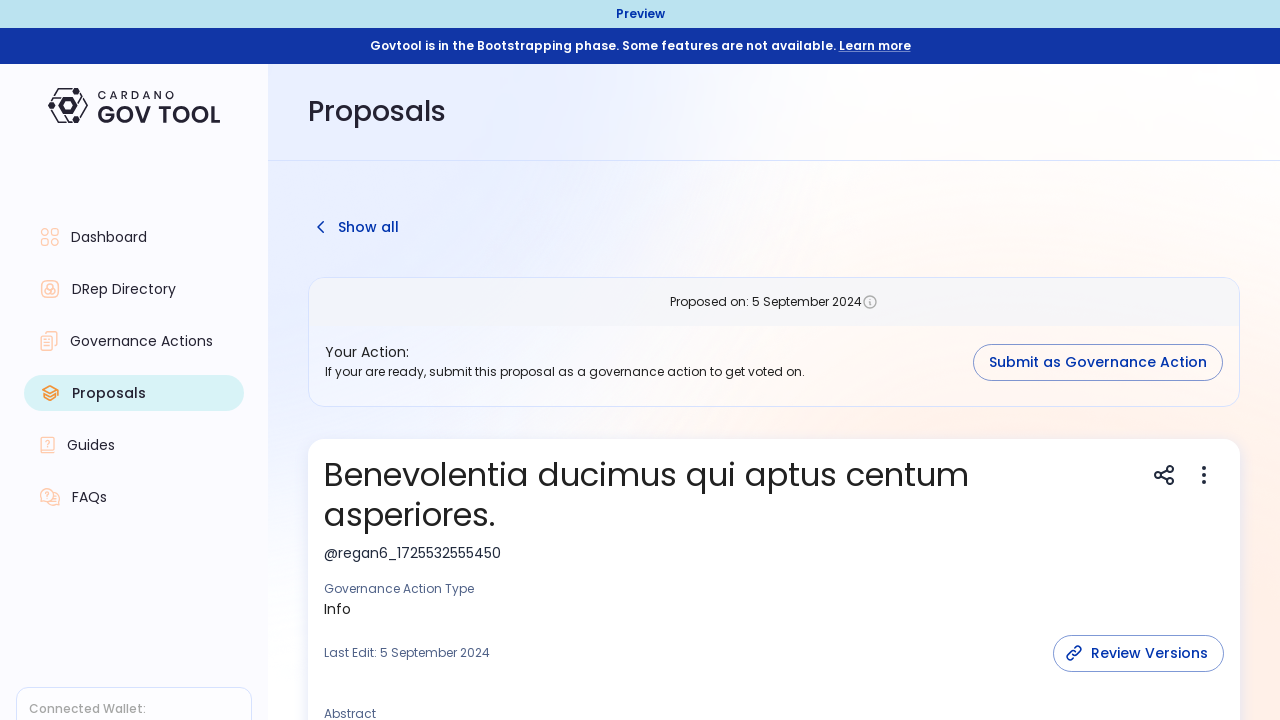 Preview
Govtool is in the Bootstrapping phase. Some features are not available. Learn more
CARDANO
GOV TOOL
Proposals
Dashboard
DRep Directory
Governance Actions
Proposals
Guides
FAQs
Connected Wallet:
Show all
Proposed on: 5 September 2024
Your Action:
If your are ready, submit this proposal as a governance action to get voted on.
Submit as Governance Action
Benevolentia ducimus qui aptus centum
asperiores.
@regan6_1725532555450
Governance Action Type
Info
Last Edit: 5 September 2024
Review Versions
Abstract